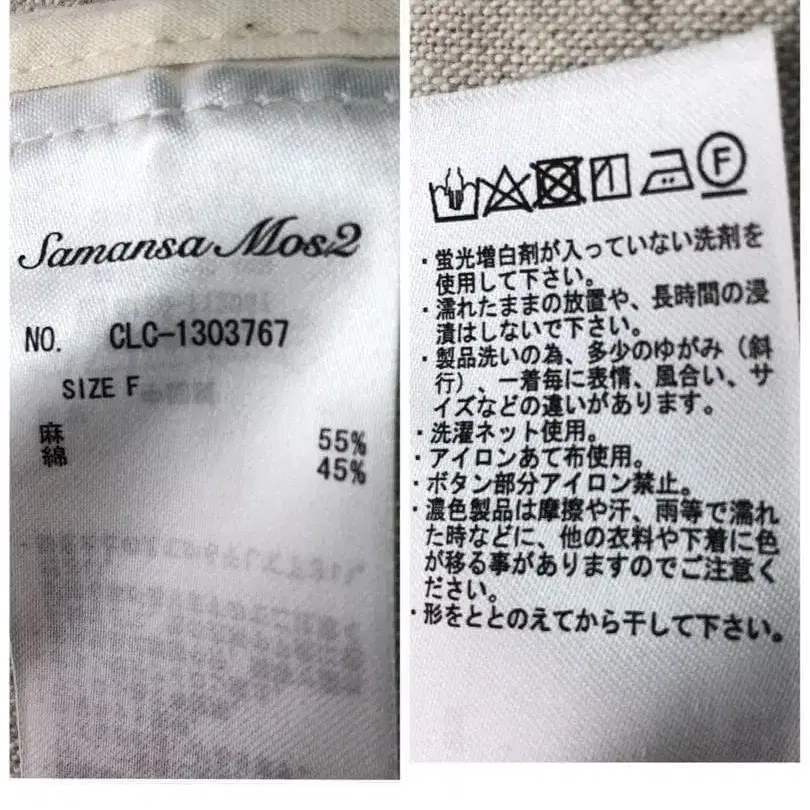 Samansa Mos2
NO. CLC-1303767
SIZE F
麻 55%
綿 45%
F
・蛍光増白剤が入っていない洗剤を
使用して下さい。
・濡れたままの放置や、長時間の浸
漬はしないで下さい。
・製品洗いの為、多少のゆがみ（斜
行）、一着毎に表情、風合い、サ
イズなどの違いがあります。
・洗濯ネット使用。
・アイロンあて布使用。
・ボタン部分アイロン禁止。
・濃色製品は摩擦や汗、雨等で濡れ
た時などに、他の衣料や下着に色
が移る事がありますのでご注意く
ださい。
・形をととのえてから干して下さい。